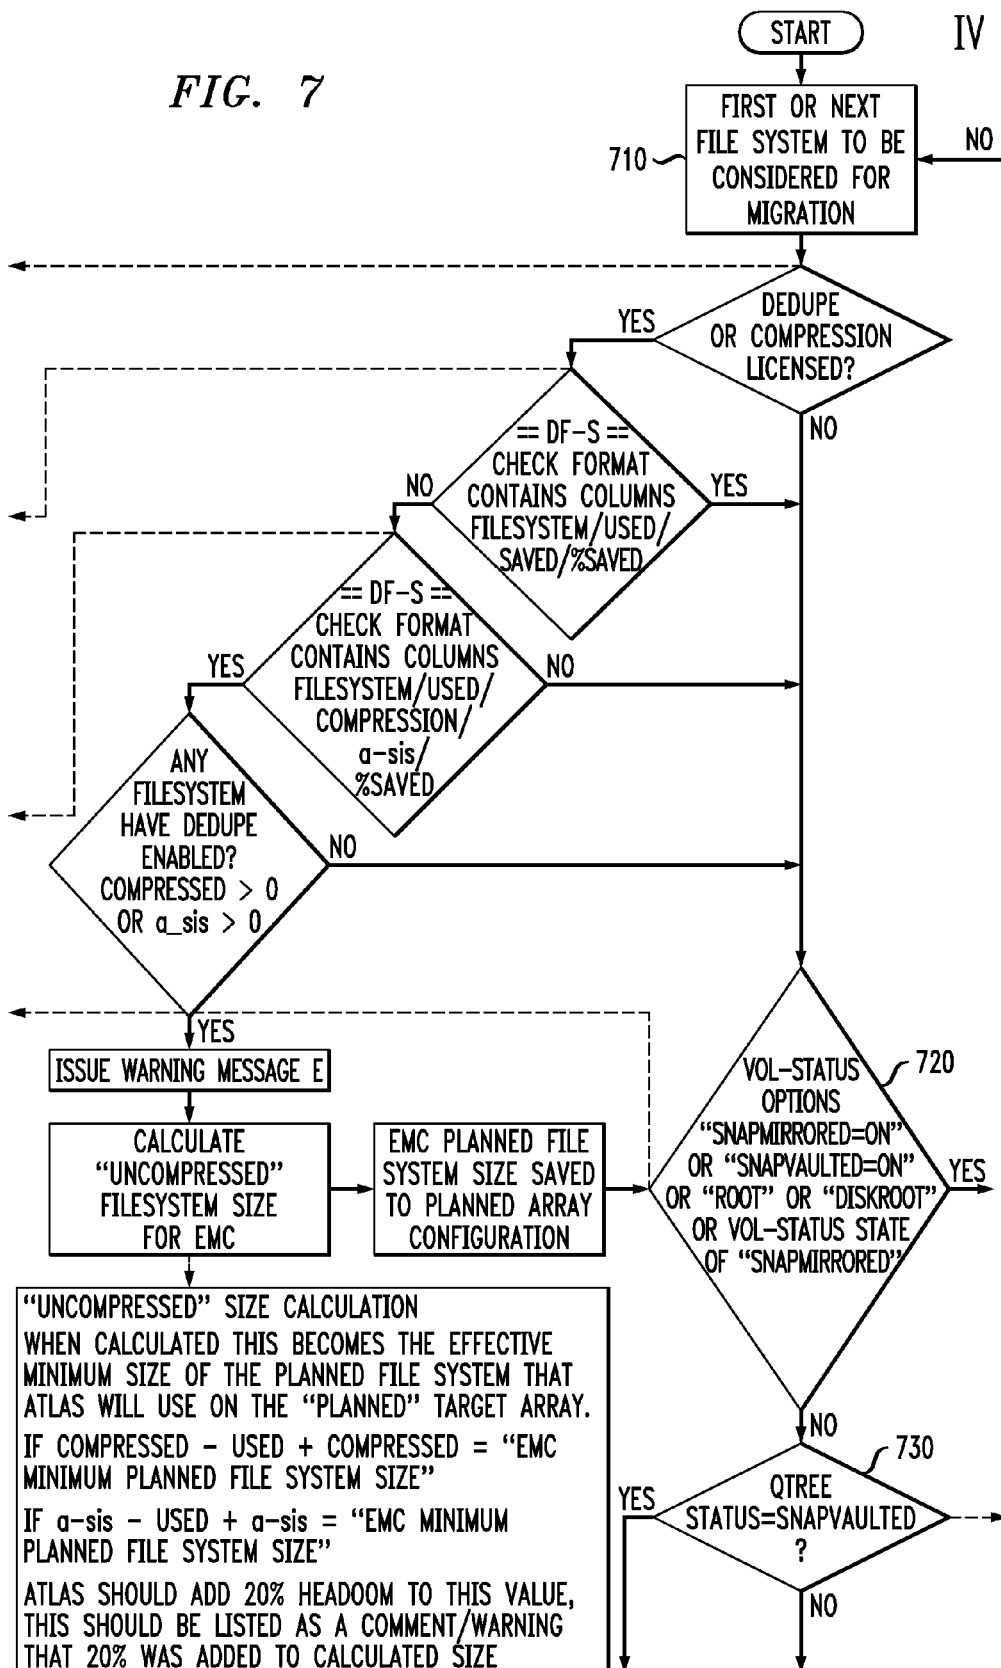 START
IV
FIG. 7
FIRST OR NEXT
FILE SYSTEM TO BE
CONSIDERED FOR
MIGRATION
710
NO
DEDUPE
OR COMPRESSION
LICENSED?
YES
NO
== DF-S ==
CHECK FORMAT
CONTAINS COLUMNS
FILESYSTEM/USED/
SAVED/%SAVED
NO
YES
== DF-S ==
CHECK FORMAT
CONTAINS COLUMNS
FILESYSTEM/USED/
COMPRESSION/
a-sis/
%SAVED
YES
NO
ANY
FILESYSTEM
HAVE DEDUPE
ENABLED?
COMPRESSED > 0
OR a_sis > 0
NO
YES
ISSUE WARNING MESSAGE E
CALCULATE
“UNCOMPRESSED”
FILESYSTEM SIZE
FOR EMC
EMC PLANNED FILE
SYSTEM SIZE SAVED
TO PLANNED ARRAY
CONFIGURATION
VOL-STATUS
OPTIONS
“SNAPMIRRORED=ON”
OR “SNAPVAULTED=ON”
OR “ROOT” OR “DISKROOT”
OR VOL-STATUS STATE
OF “SNAPMIRRORED”
720
YES
NO
“UNCOMPRESSED” SIZE CALCULATION
WHEN CALCULATED THIS BECOMES THE EFFECTIVE
MINIMUM SIZE OF THE PLANNED FILE SYSTEM THAT
ATLAS WILL USE ON THE “PLANNED” TARGET ARRAY.
IF COMPRESSED - USED + COMPRESSED = “EMC
MINIMUM PLANNED FILE SYSTEM SIZE”
IF a-sis - USED + a-sis = “EMC MINIMUM
PLANNED FILE SYSTEM SIZE”
ATLAS SHOULD ADD 20% HEADOOM TO THIS VALUE,
THIS SHOULD BE LISTED AS A COMMENT/WARNING
THAT 20% WAS ADDED TO CALCULATED SIZE
730
QTREE
STATUS=SNAPVAULTED
?
YES
NO